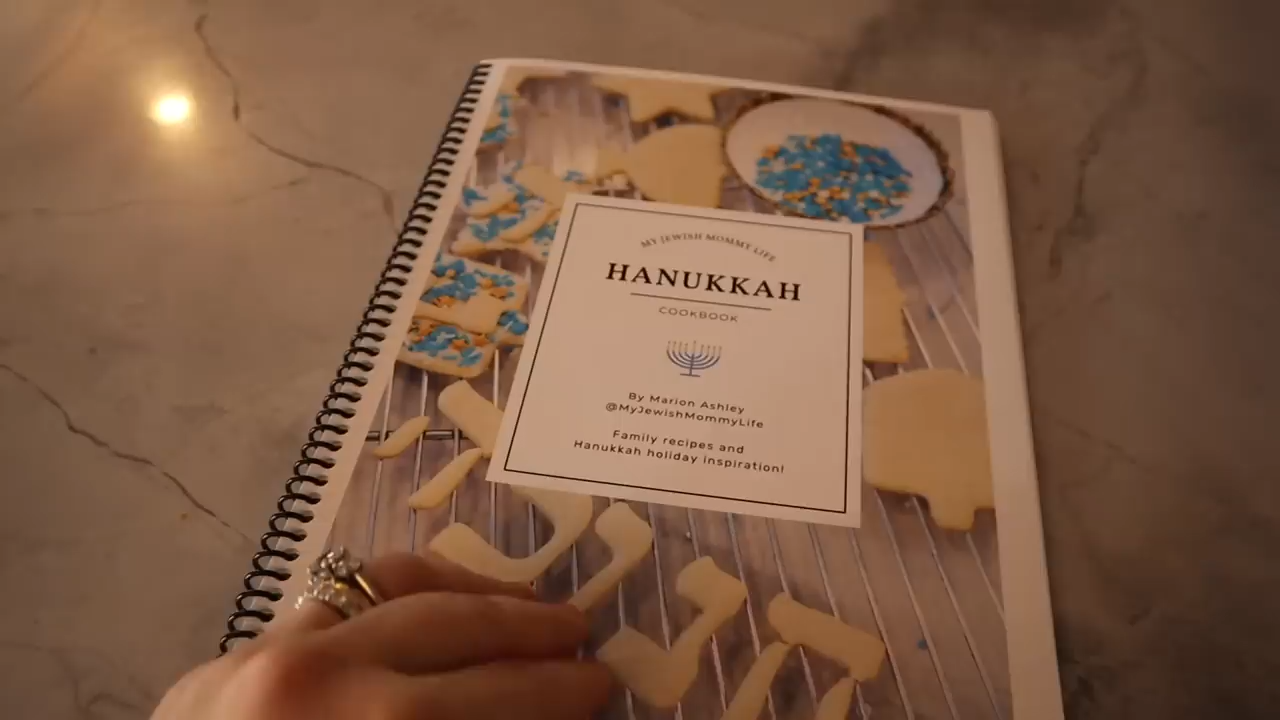 MY JEWISH MOMMY LIFE
HANUKKAH
COOKBOOK
By Marion Ashley
@MyJewishMommyLife
Family recipes and
Hanukkah holiday inspiration!